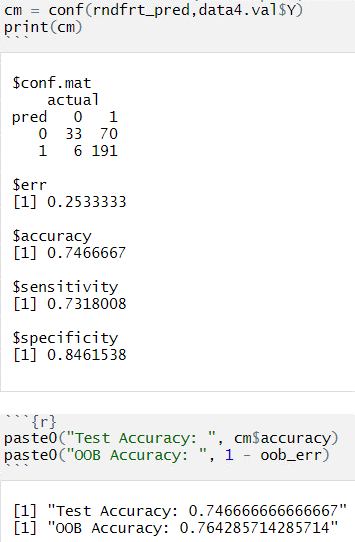 cm = conf(rndfrt_pred,data4.val$Y)
print(cm)
```
$conf.mat
actual
pred 0 1
0 33 70
1 6 191
$err
[1] 0.2533333
$accuracy
[1] 0.7466667
$sensitivity
[1] 0.7318008
$specificity
[1] 0.8461538
```{r}
paste0("Test Accuracy: ", cm$accuracy)
paste0("OOB Accuracy: ", 1 - oob_err)
```
[1] "Test Accuracy: 0.746666666666667"
[1] "OOB Accuracy: 0.764285714285714"